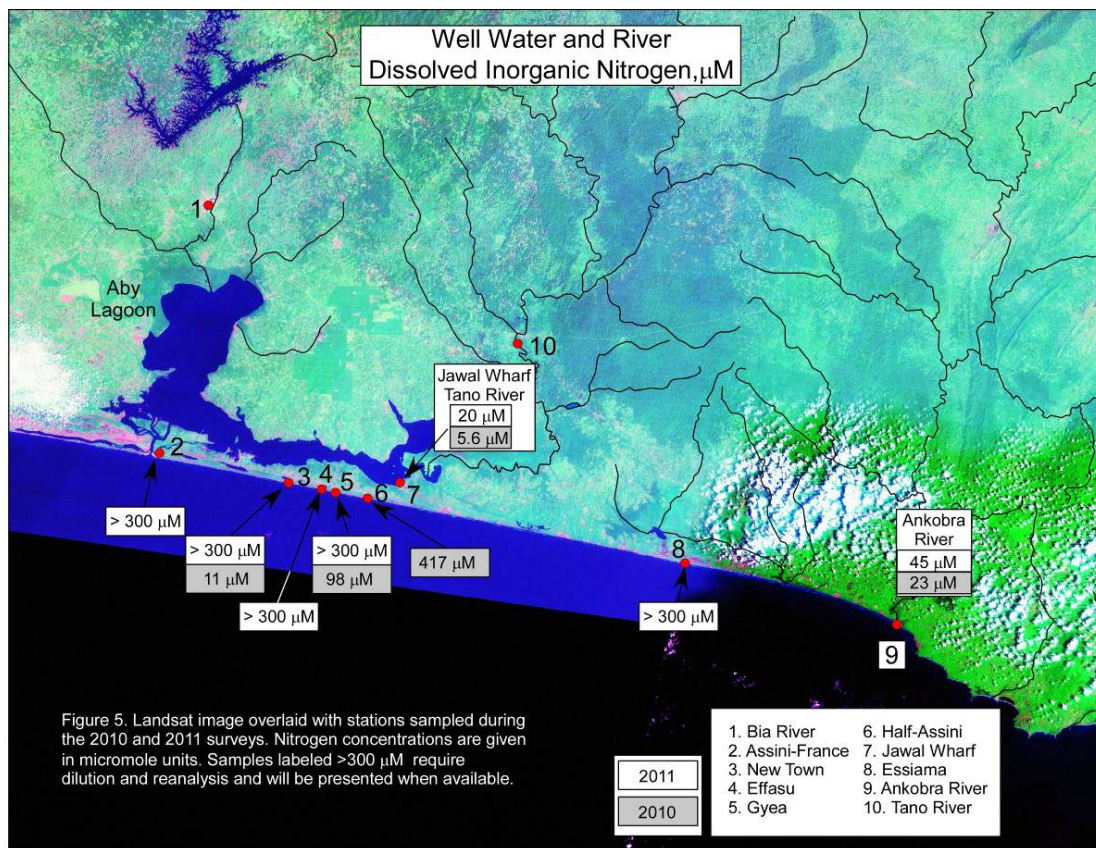 Well Water and River
Dissolved Inorganic Nitrogen,μM
1
Aby
Lagoon
10
Jawal Wharf
Tano River
20 μM
5.6 μM
2
3
4
5
6
7
> 300 μM
> 300 μM
11 μM
> 300 μM
98 μM
417 μM
> 300 μM
8
> 300 μM
Ankobra
River
45 μM
23 μM
9
Figure 5. Landsat image overlaid with stations sampled during
the 2010 and 2011 surveys. Nitrogen concentrations are given
in micromole units. Samples labeled >300 μM require
dilution and reanalysis and will be presented when available.
2011
2010
1. Bia River
2. Assini-France
3. New Town
4. Effasu
5. Gyea
6. Half-Assini
7. Jawal Wharf
8. Essiama
9. Ankobra River
10. Tano River